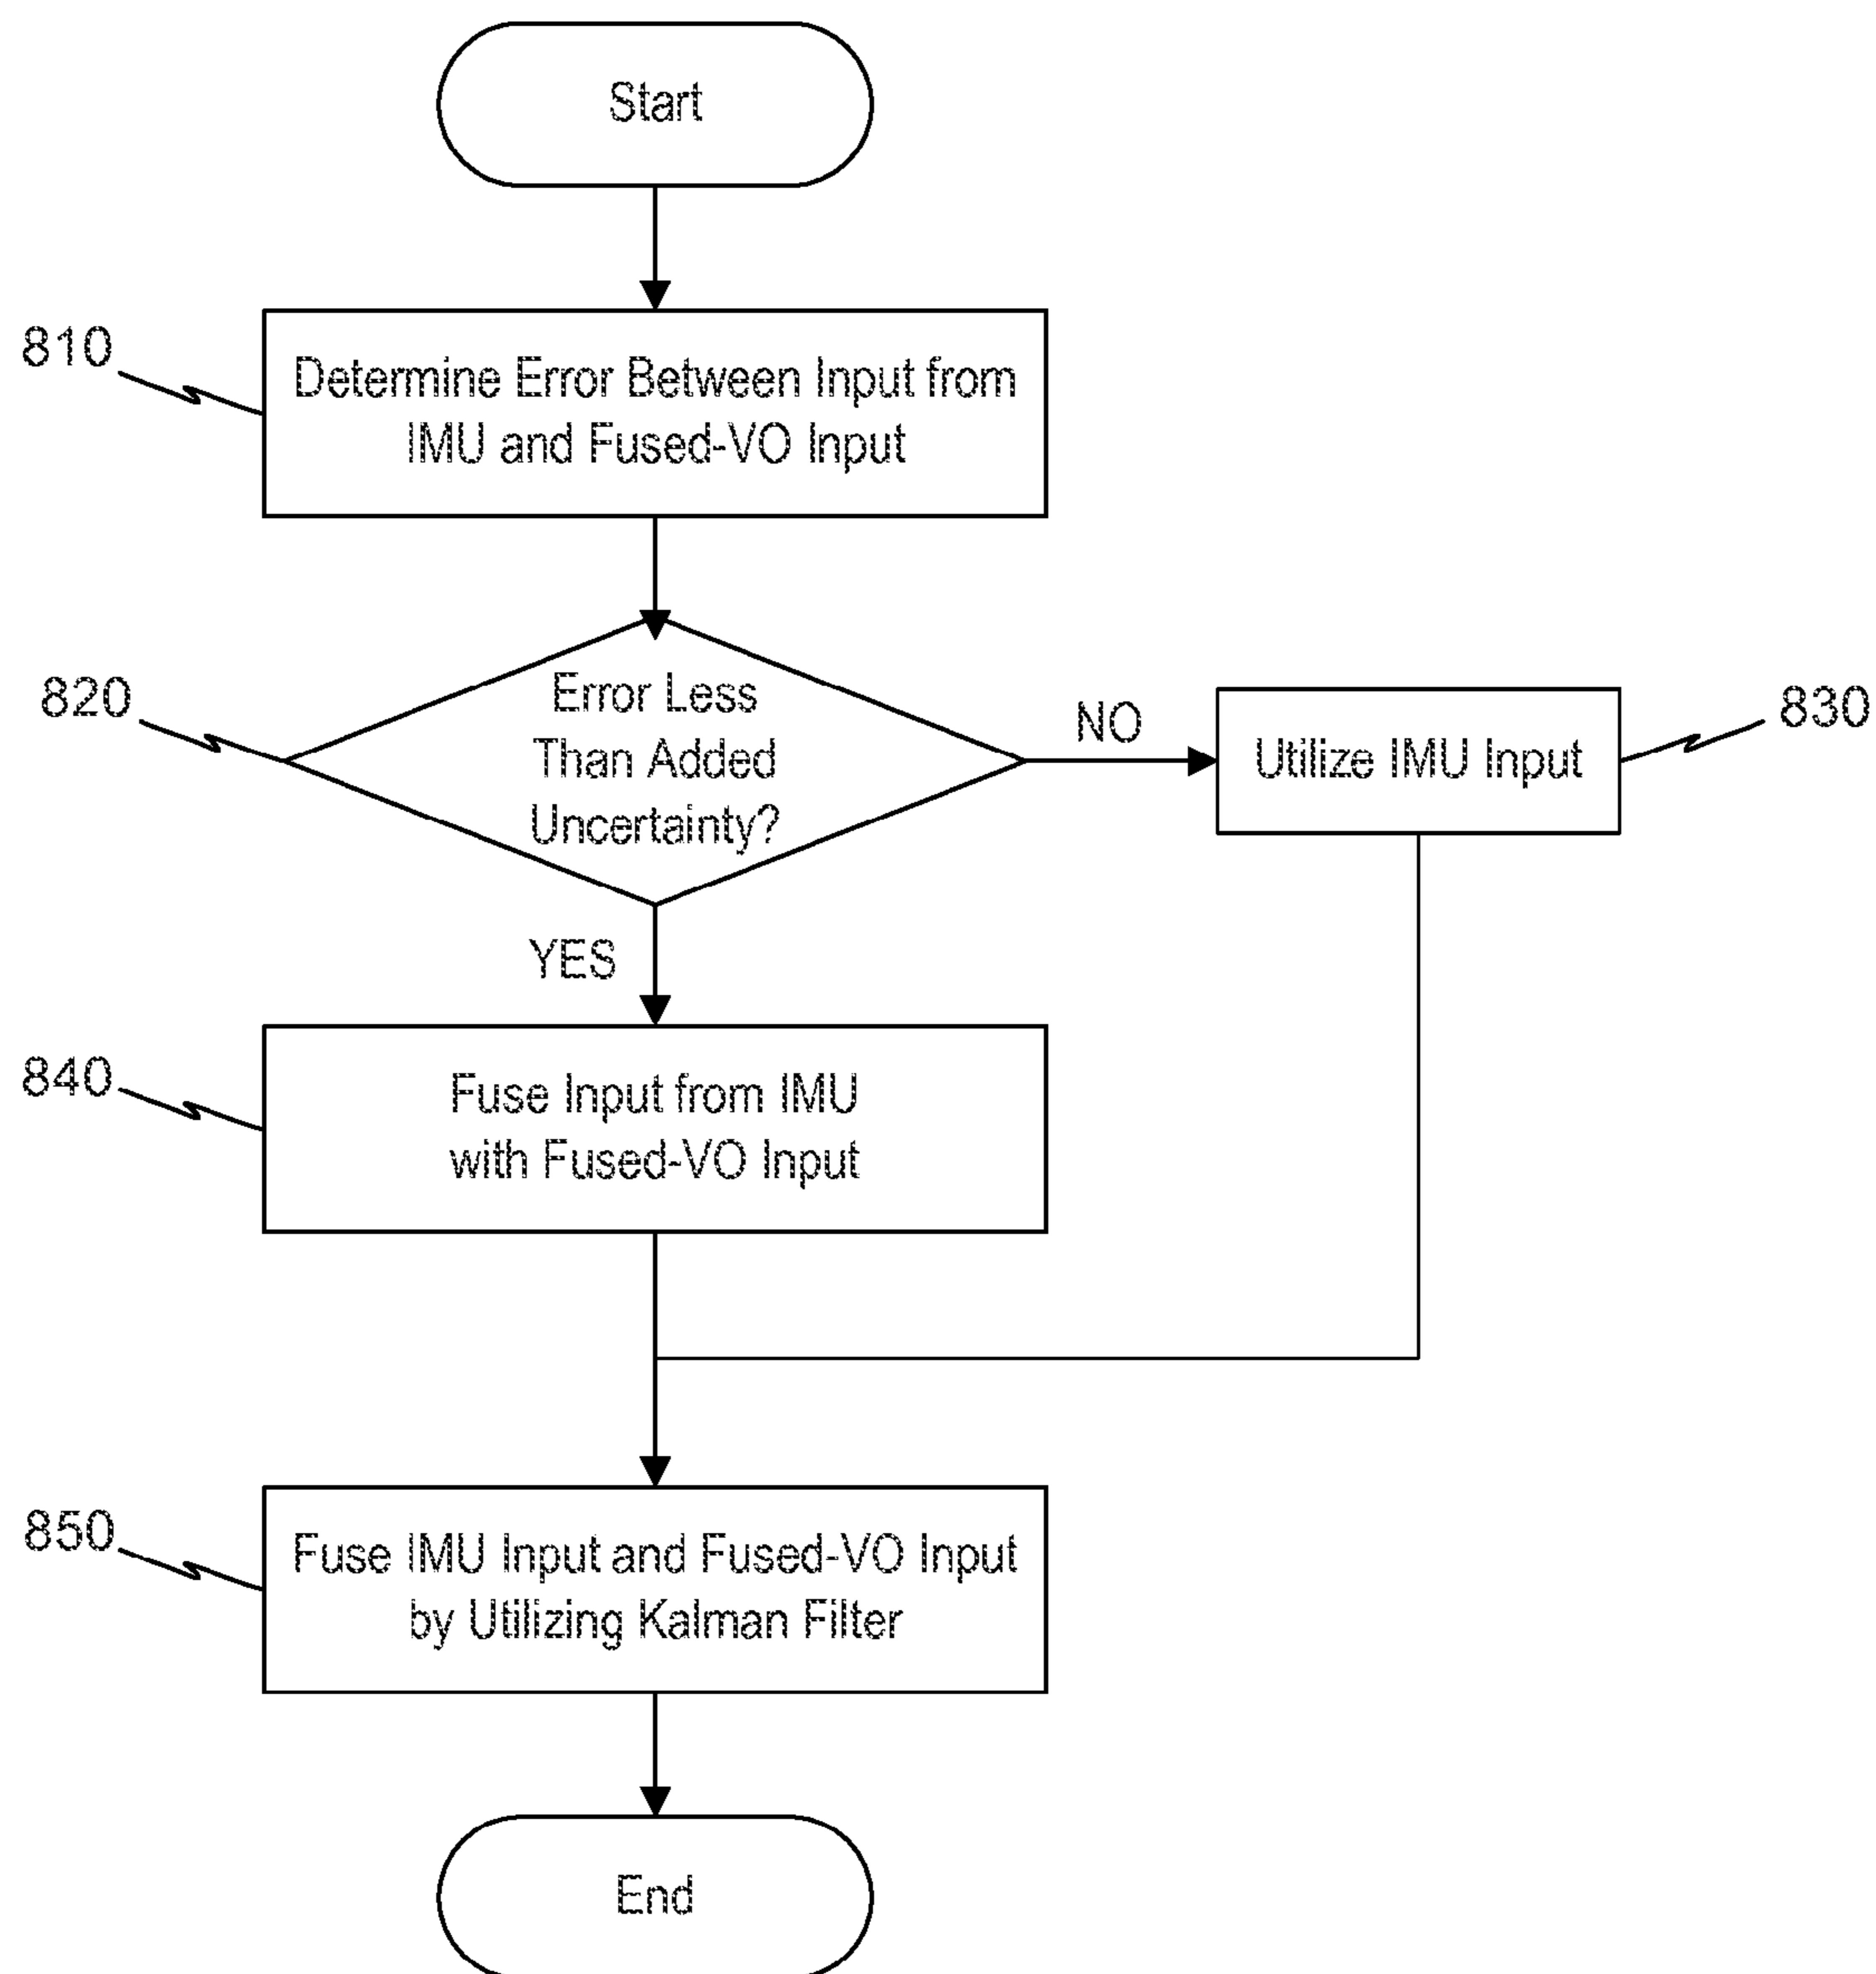 Start
810
Determine Error Between Input from
IMU and Fused-VO Input
820
Error Less
Than Added
Uncertainty?
NO
Utilize IMU Input
830
YES
840
Fuse Input from IMU
with Fused-VO Input
850
Fuse IMU Input and Fused-VO Input
by Utilizing Kalman Filter
End